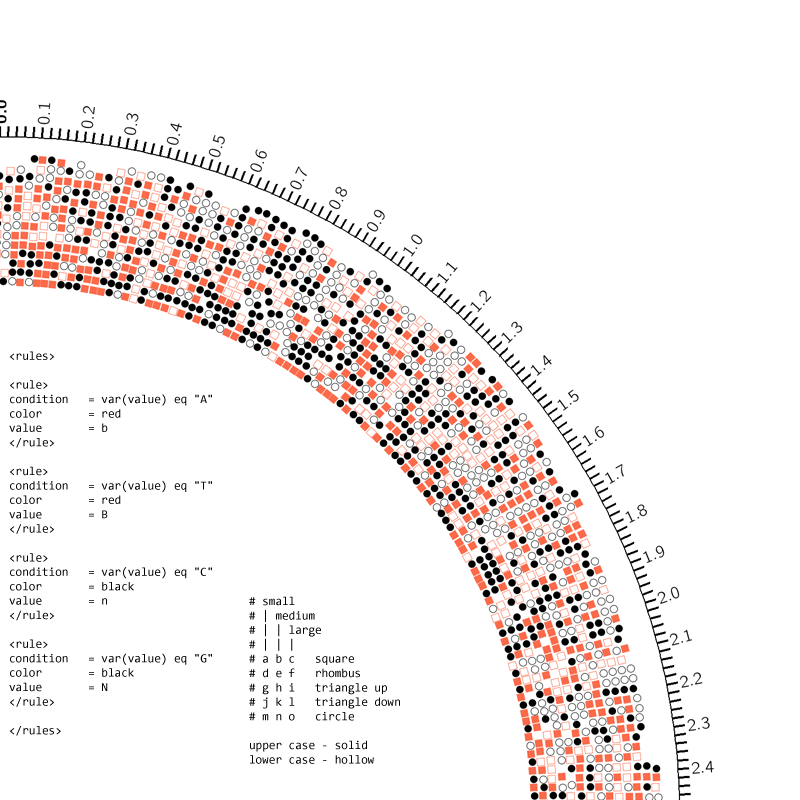 0.0
0.1
0.2
0.3
0.4
0.5
0.6
0.7
0.8
0.9
1.0
1.1
1.2
1.3
1.4
1.5
1.6
1.7
1.8
1.9
2.0
2.1
2.2
2.3
2.4
<rules>
<rule>
condition = var(value) eq "A"
color = red
value = b
</rule>
<rule>
condition = var(value) eq "T"
color = red
value = B
</rule>
<rule>
condition = var(value) eq "C"
color = black
value = n
</rule>
<rule>
condition = var(value) eq "G"
color = black
value = N
</rule>
</rules>
# small
# | medium
# | | large
# | | |
# a b c square
# d e f rhombus
# g h i triangle up
# j k l triangle down
# m n o circle
upper case - solid
lower case - hollow